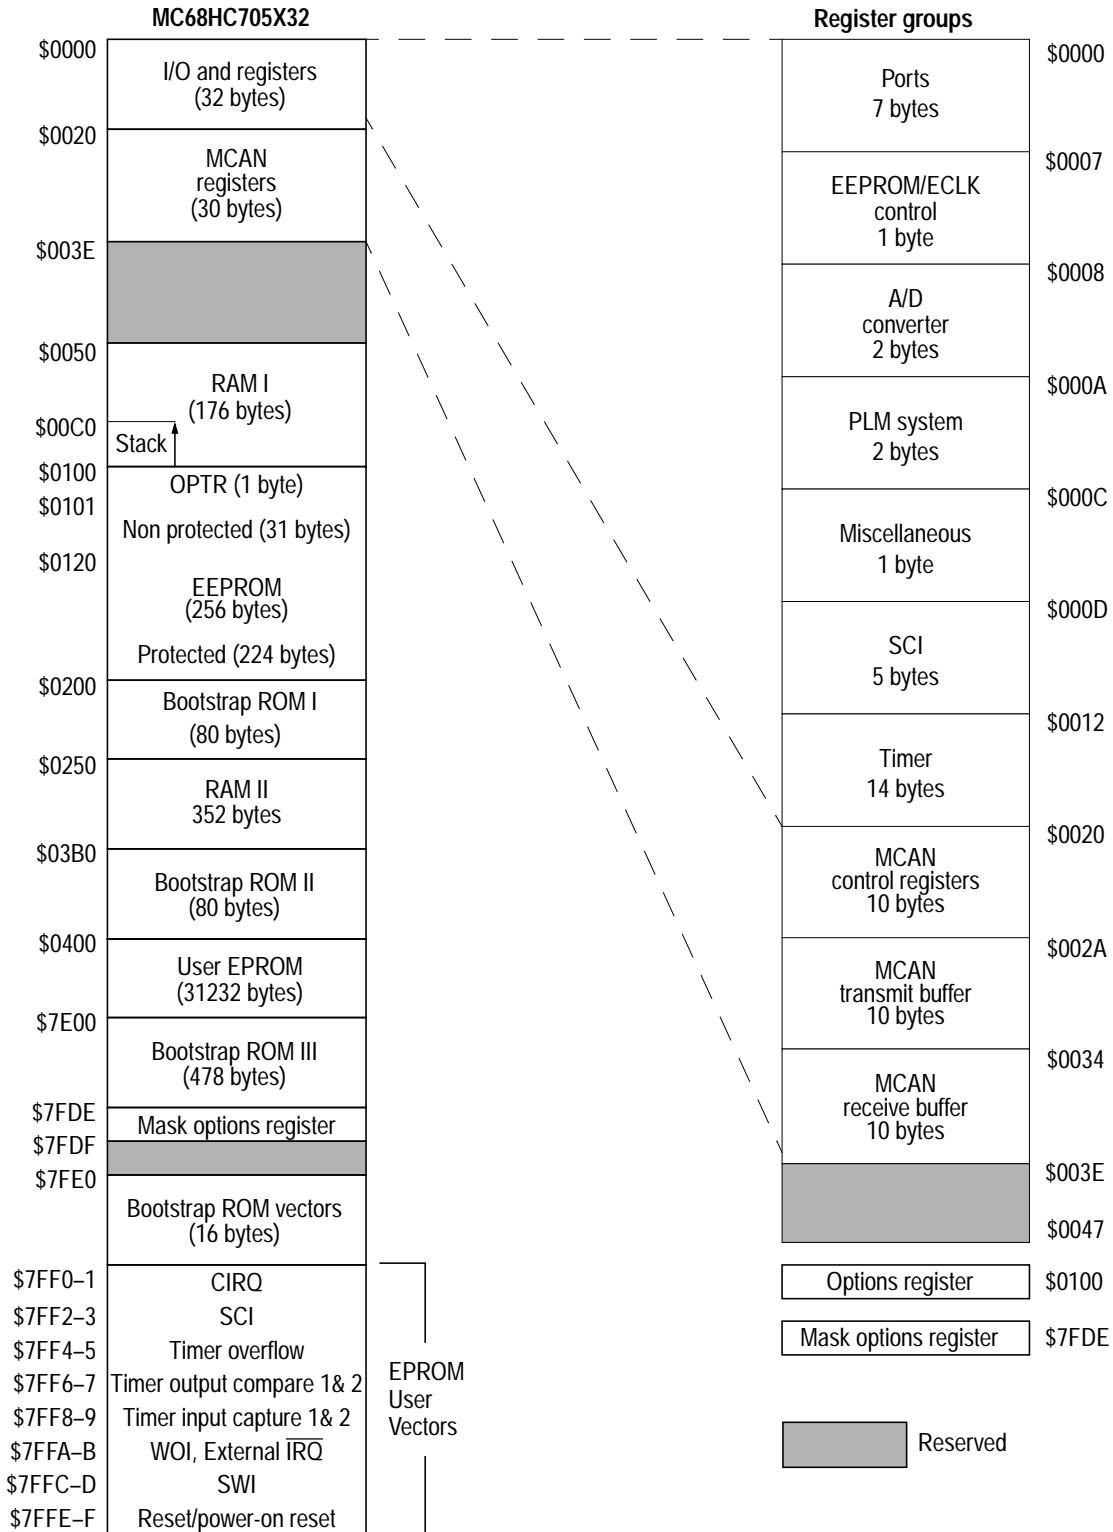 MC68HC705X32
$0000
I/O and registers
(32 bytes)
$0020
MCAN
registers
(30 bytes)
$003E
$0050
RAM I
(176 bytes)
$00C0
Stack
$0100
OPTR (1 byte)
$0101
Non protected (31 bytes)
$0120
EEPROM
(256 bytes)
Protected (224 bytes)
$0200
Bootstrap ROM I
(80 bytes)
$0250
RAM II
352 bytes
$03B0
Bootstrap ROM II
(80 bytes)
$0400
User EPROM
(31232 bytes)
$7E00
Bootstrap ROM III
(478 bytes)
$7FDE
Mask options register
$7FDF
$7FE0
Bootstrap ROM vectors
(16 bytes)
$7FF0–1 CIRQ
$7FF2–3 SCI
$7FF4–5 Timer overflow
$7FF6–7 Timer output compare 1& 2
$7FF8–9 Timer input capture 1& 2
$7FFA–B WOI, External IRQ
$7FFC–D SWI
$7FFE–F Reset/power-on reset
EPROM
User
Vectors
Register groups
$0000
Ports
7 bytes
$0007
EEPROM/ECLK
control
1 byte
$0008
A/D
converter
2 bytes
$000A
PLM system
2 bytes
$000C
Miscellaneous
1 byte
$000D
SCI
5 bytes
$0012
Timer
14 bytes
$0020
MCAN
control registers
10 bytes
$002A
MCAN
transmit buffer
10 bytes
$0034
MCAN
receive buffer
10 bytes
$003E
$0047
Options register $0100
Mask options register $7FDE
Reserved